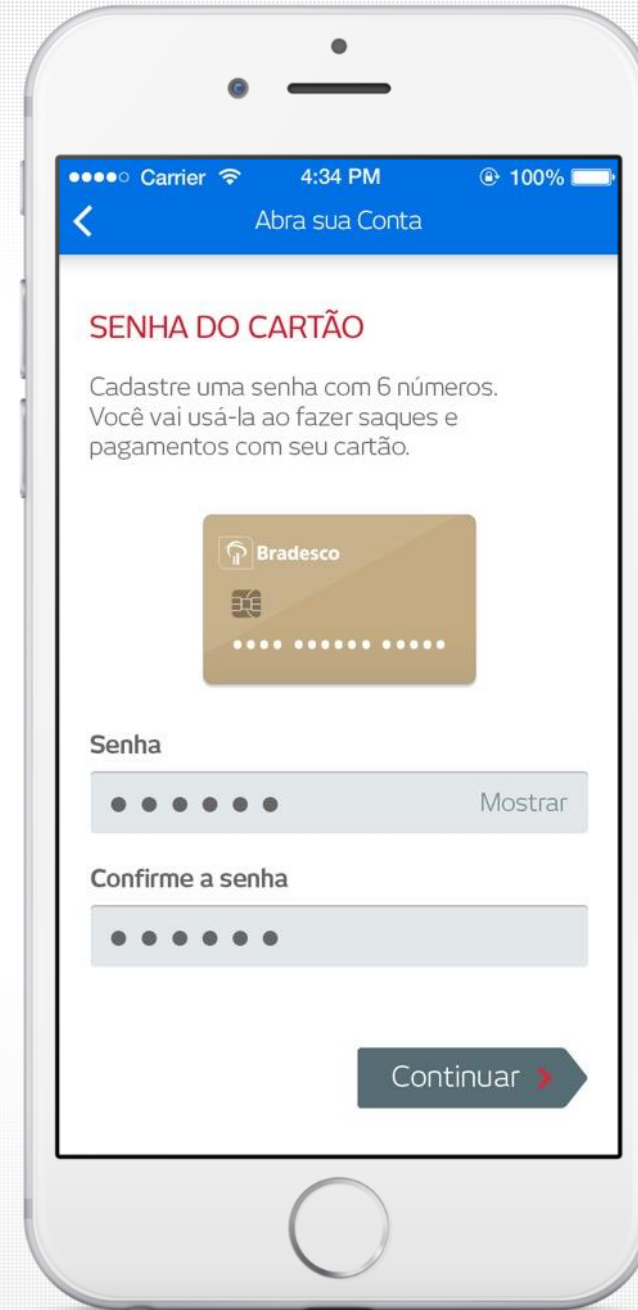 Carrier 4:34 PM 100%
Abra sua Conta
SENHA DO CARTÃO
Cadastre uma senha com 6 números.
Você vai usá-la ao fazer saques e
pagamentos com seu cartão.
Bradesco
Senha
Mostrar
Confirme a senha
Continuar